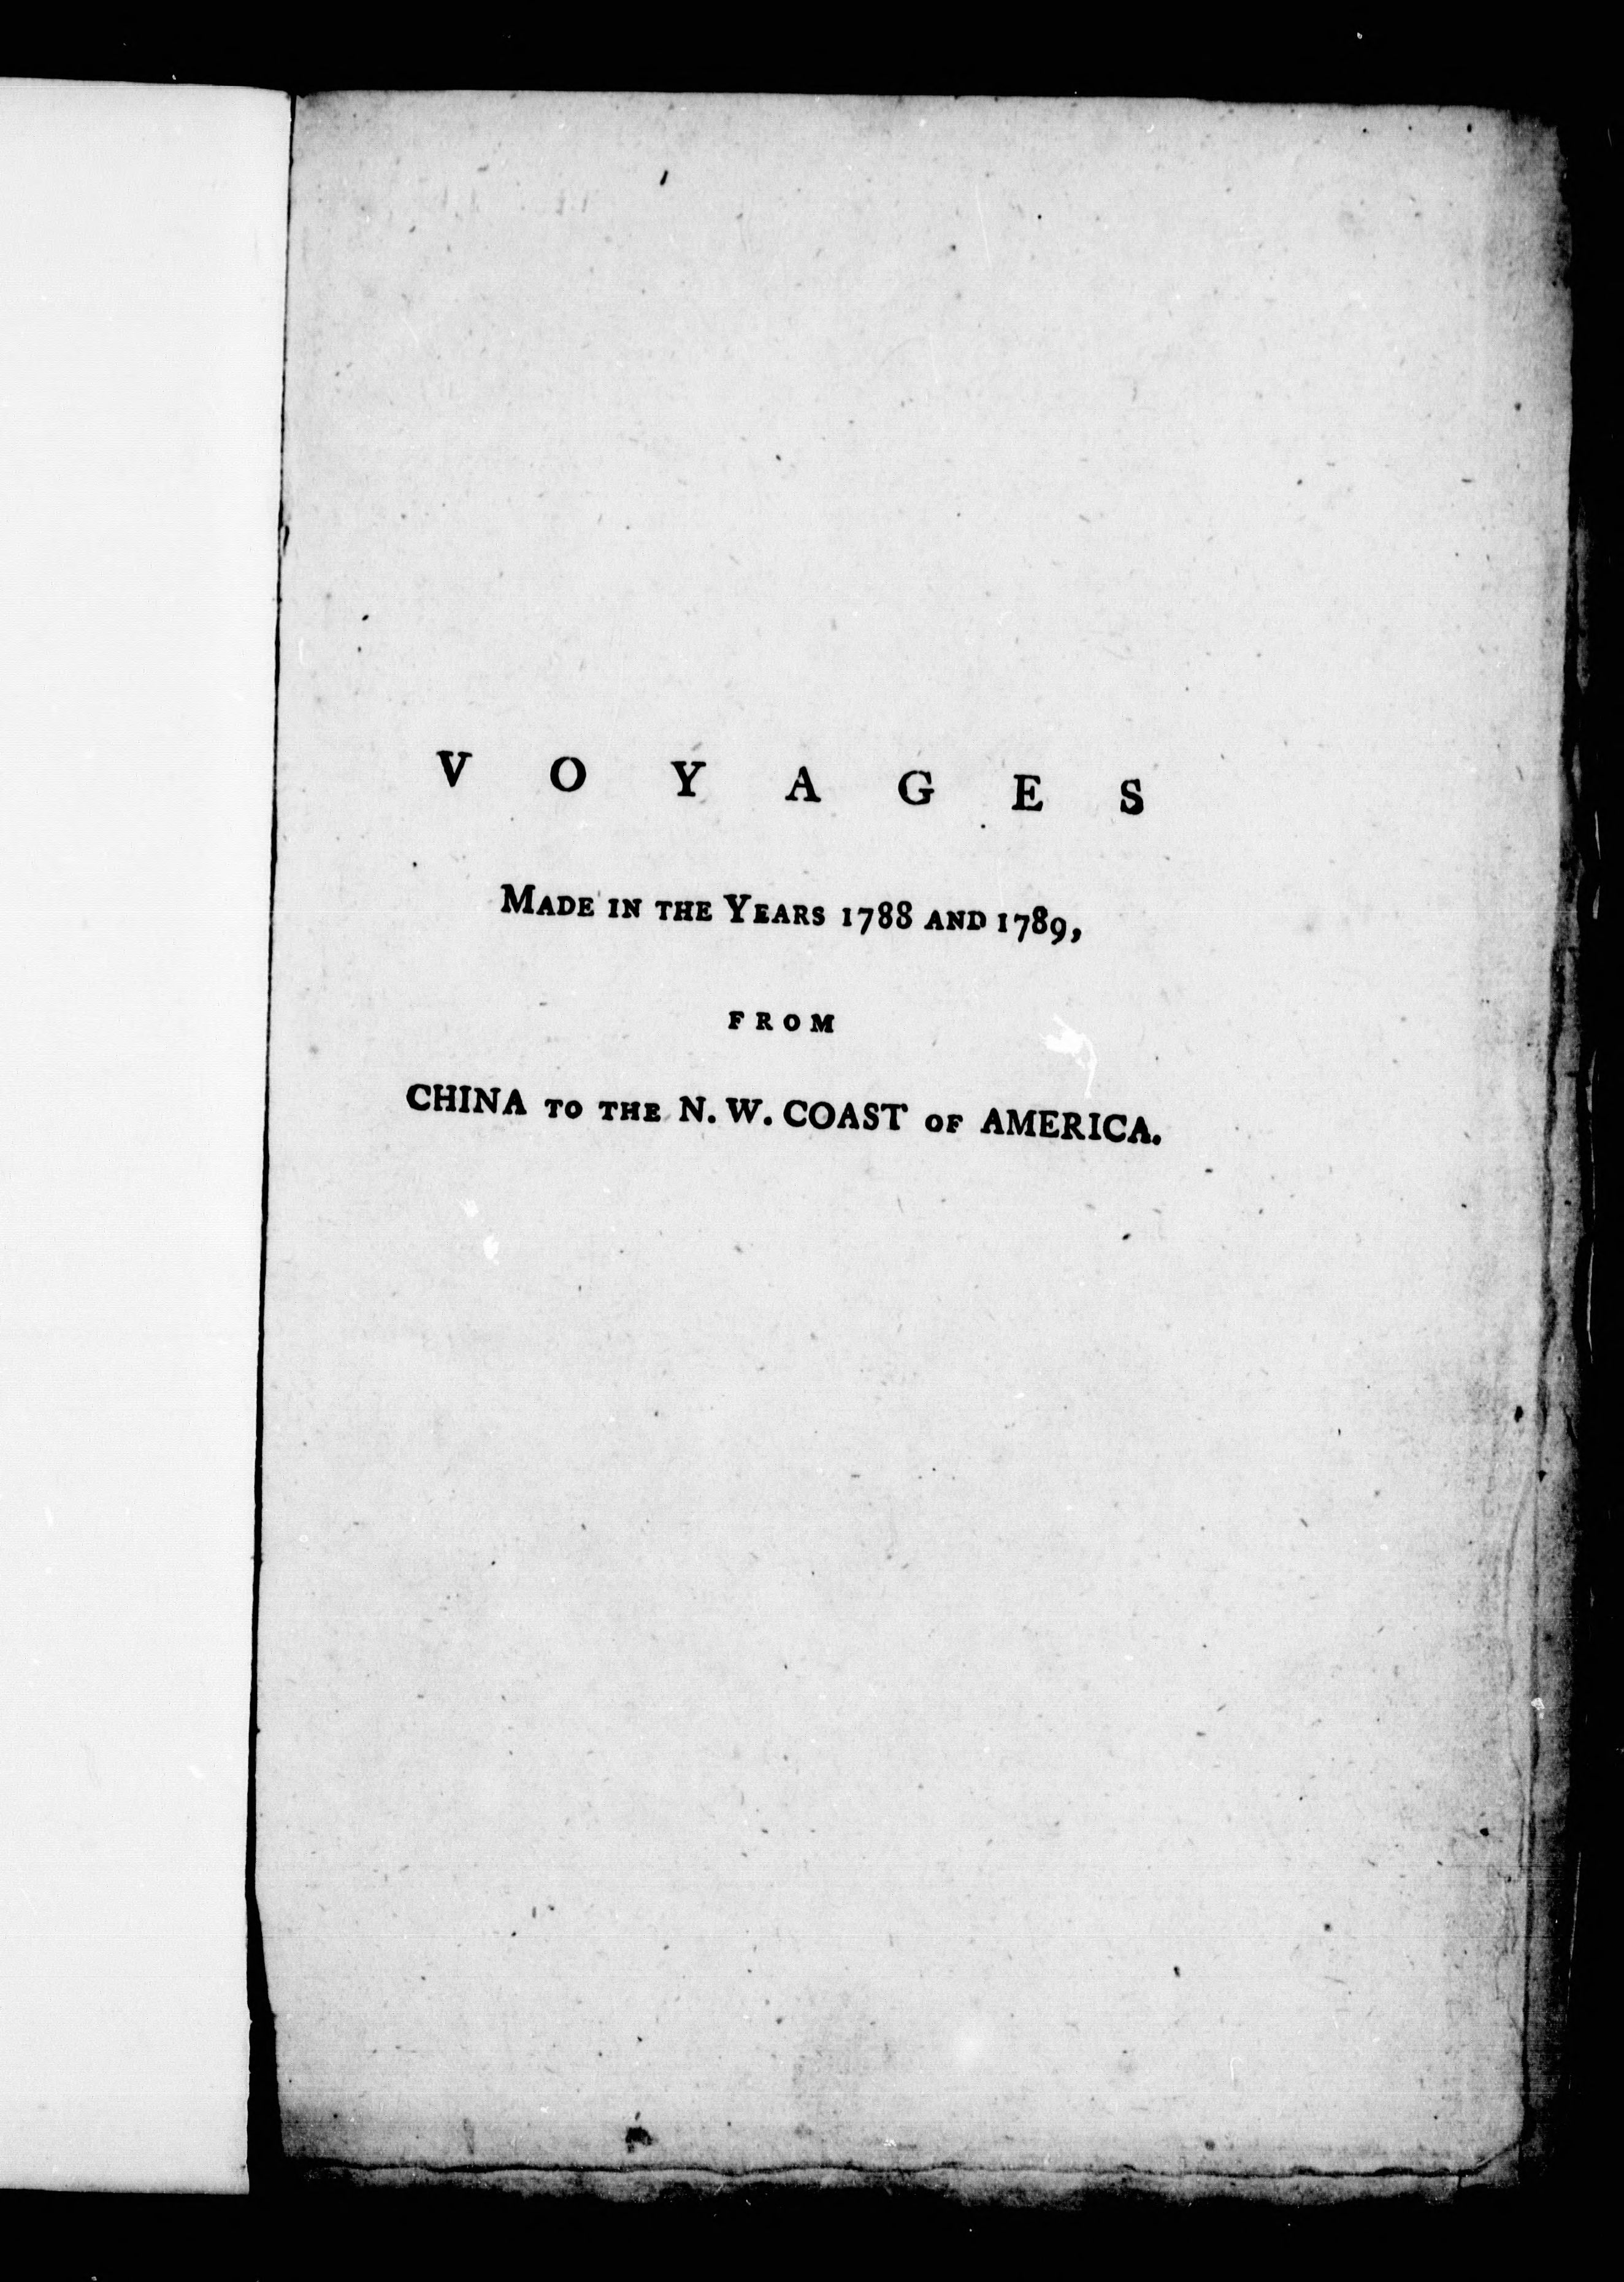 V O Y A G E S
MADE IN THE YEARS 1788 AND 1789,
FROM
CHINA TO THE N. W. COAST OF AMERICA.